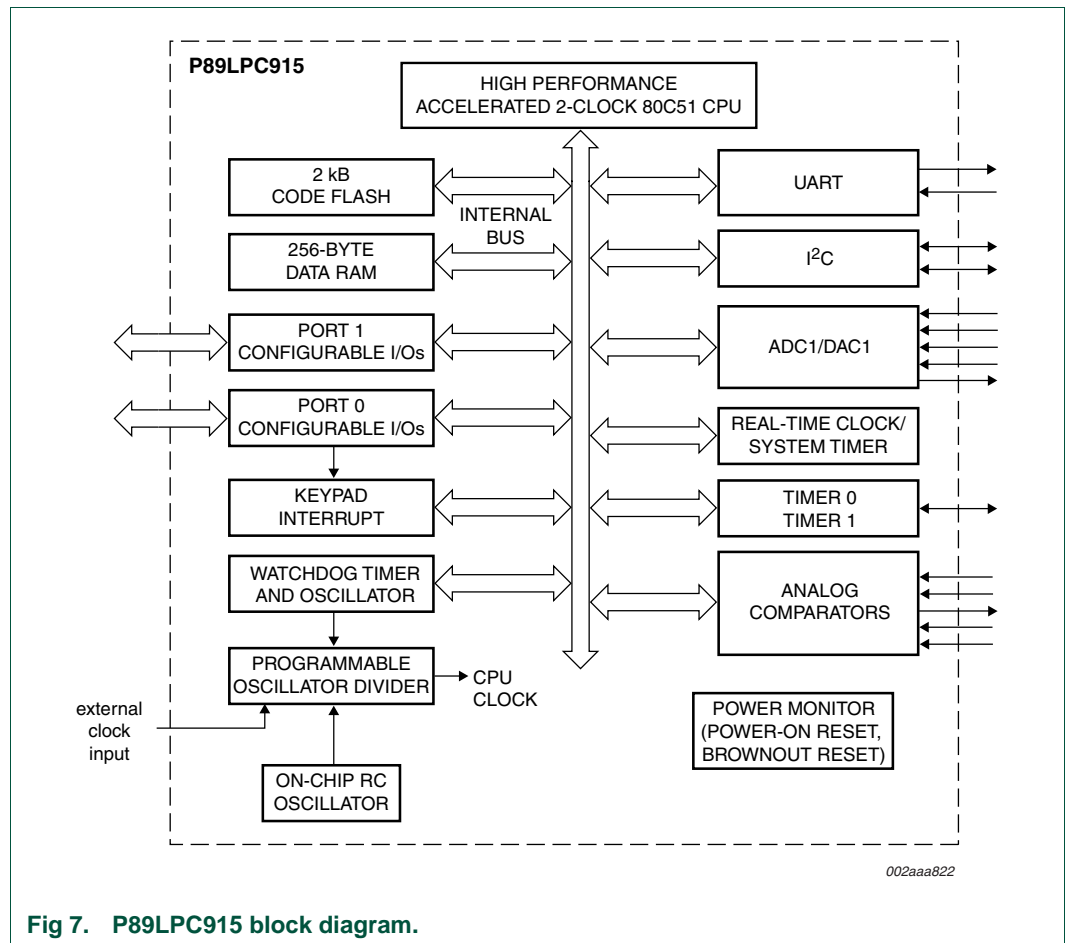 P89LPC915
HIGH PERFORMANCE
ACCELERATED 2-CLOCK 80C51 CPU
2 kB
CODE FLASH
INTERNAL
BUS
256-BYTE
DATA RAM
PORT 1
CONFIGURABLE I/Os
PORT 0
CONFIGURABLE I/Os
KEYPAD
INTERRUPT
WATCHDOG TIMER
AND OSCILLATOR
PROGRAMMABLE
OSCILLATOR DIVIDER
CPU
CLOCK
external
clock
input
ON-CHIP RC
OSCILLATOR
UART
I²C
ADC1/DAC1
REAL-TIME CLOCK/
SYSTEM TIMER
TIMER 0
TIMER 1
ANALOG
COMPARATORS
POWER MONITOR
(POWER-ON RESET,
BROWNOUT RESET)
002aaa822
Fig 7. P89LPC915 block diagram.